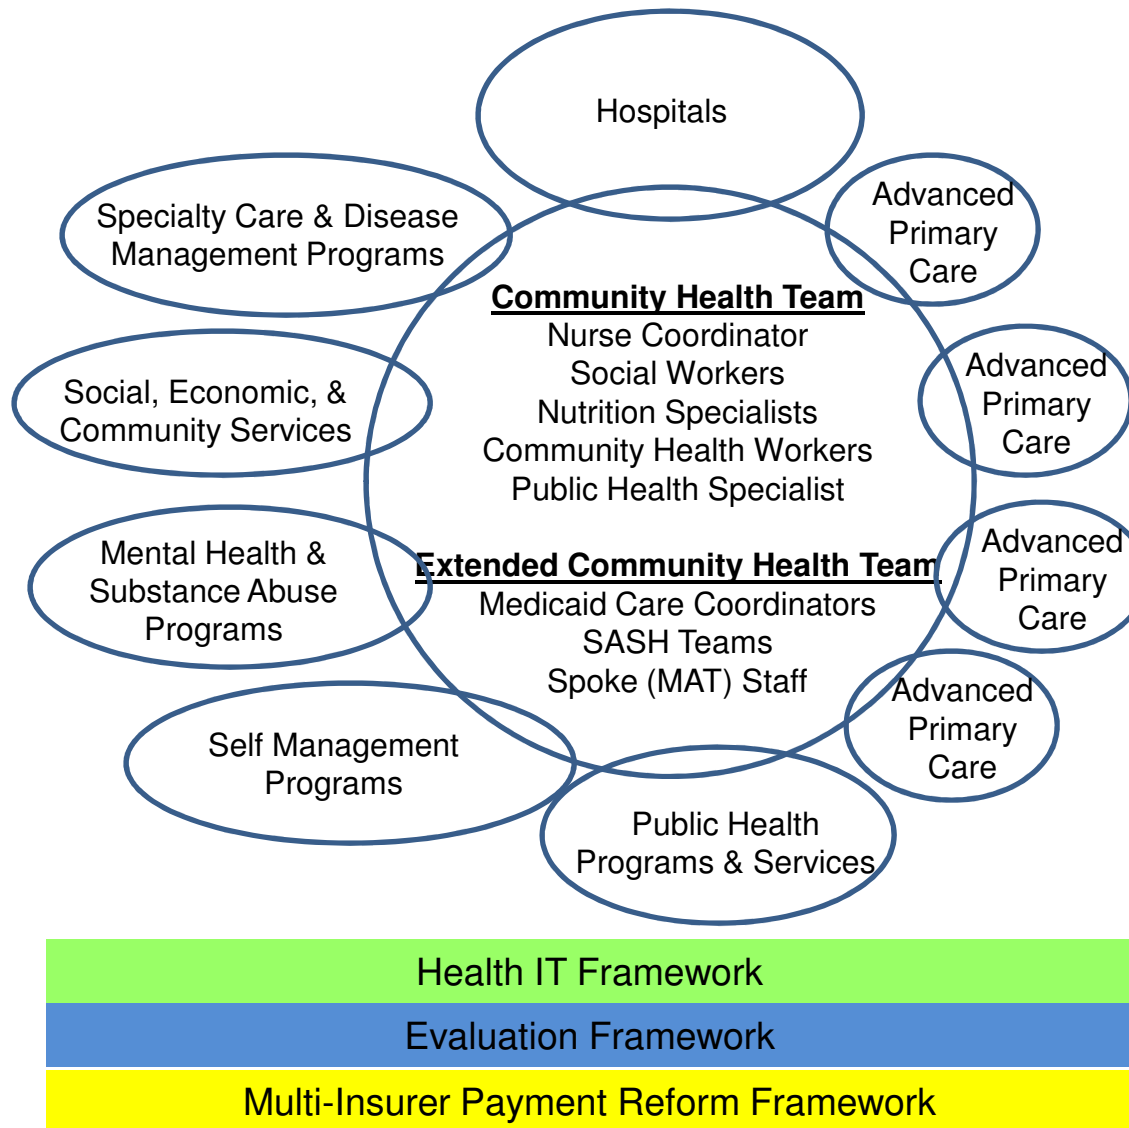 Hospitals
Specialty Care & Disease
Management Programs
Advanced
Primary
Care
Community Health Team
Nurse Coordinator
Social Workers
Nutrition Specialists
Community Health Workers
Public Health Specialist
Social, Economic, &
Community Services
Advanced
Primary
Care
Mental Health &
Substance Abuse
Programs
Extended Community Health Team
Medicaid Care Coordinators
SASH Teams
Spoke (MAT) Staff
Advanced
Primary
Care
Advanced
Primary
Care
Self Management
Programs
Public Health
Programs & Services
Health IT Framework
Evaluation Framework
Multi-Insurer Payment Reform Framework